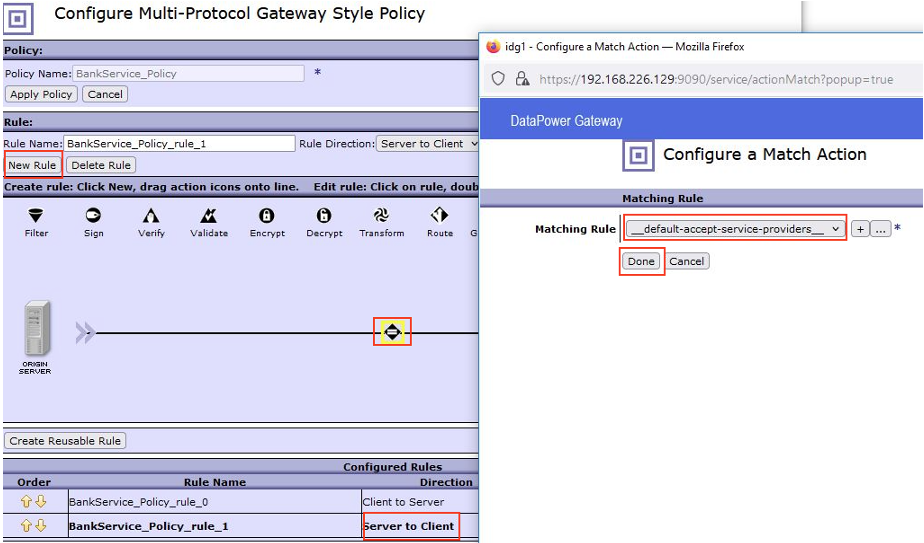 Configure Multi-Protocol Gateway Style Policy
Policy:
Policy Name: BankService_Policy *
Apply Policy Cancel
Rule:
Rule Name: BankService_Policy_rule_1 Rule Direction: Server to Client
New Rule Delete Rule
Create rule: Click New, drag action icons onto line. Edit rule: Click on rule, doub
Filter Sign Verify Validate Encrypt Decrypt Transform Route G
ORIGIN
SERVER
Create Reusable Rule
Configured Rules
Order Rule Name Direction
BankService_Policy_rule_0 Client to Server
BankService_Policy_rule_1 Server to Client
idg1 - Configure a Match Action — Mozilla Firefox
https://192.168.226.129:9090/service/actionMatch?popup=true
DataPower Gateway
Configure a Match Action
Matching Rule
Matching Rule __default-accept-service-providers__ + ... *
Done Cancel